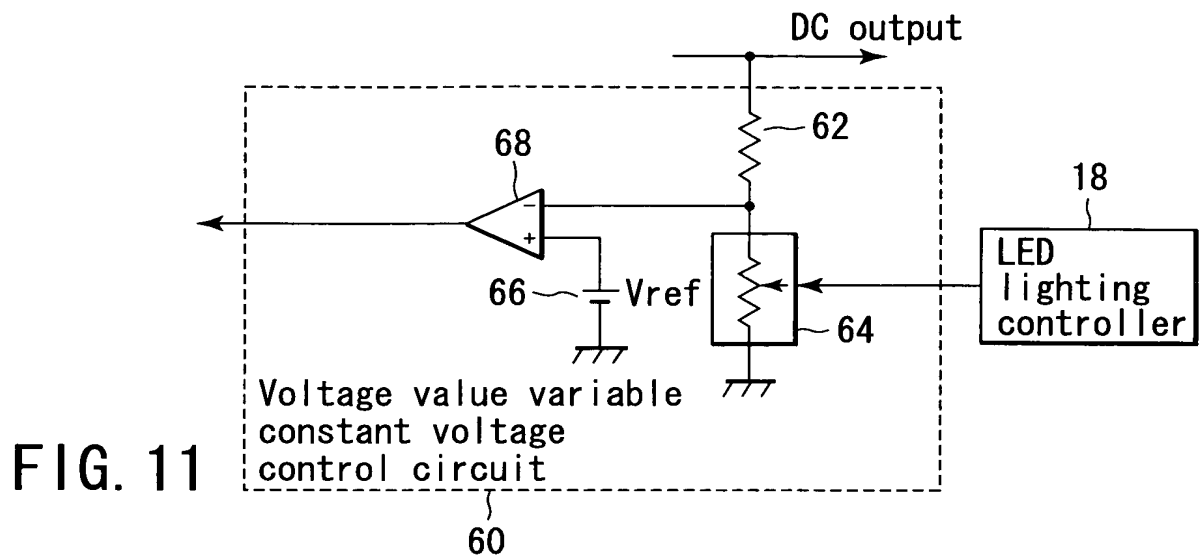 DC output
62
68
18
LED
lighting
controller
− 
+
66
Vref
64
Voltage value variable
constant voltage
control circuit
FIG. 11
60